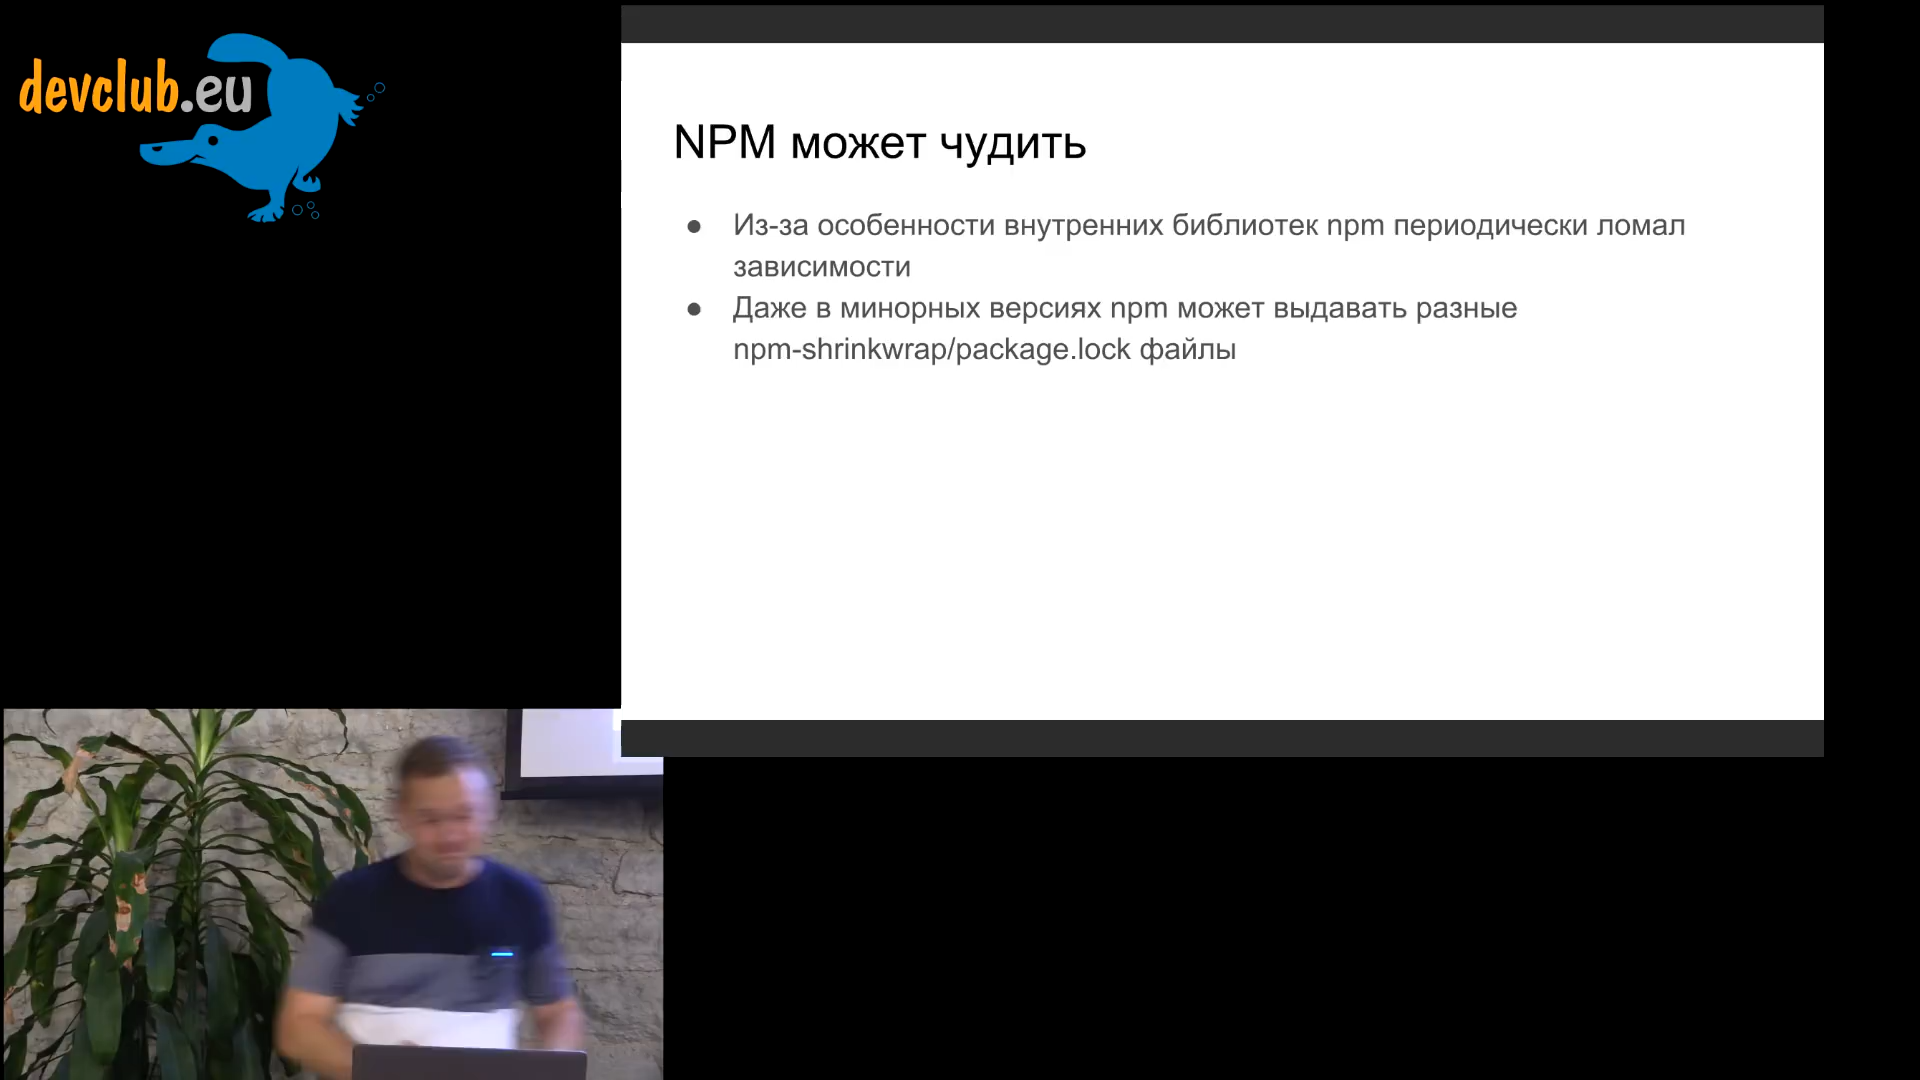 devclub.eu
NPM может чудить
● Из-за особенности внутренних библиотек npm периодически ломал
зависимости
● Даже в минорных версиях npm может выдавать разные
npm-shrinkwrap/package.lock файлы